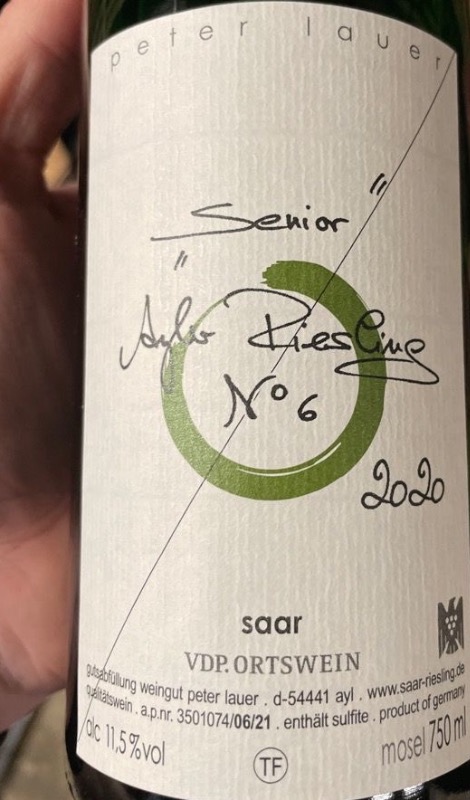 peter lauer
"Senior"
Ayler Riesling
Nº 6
2020
saar
VDP.ORTSWEIN
gutsabfüllung weingut peter lauer . d-54441 ayl . www.saar-riesling.de
qualitätswein . a.p.nr. 3501074/06/21 . enthält sulfite . product of germany
alc 11,5%vol
mosel 750 ml
TF